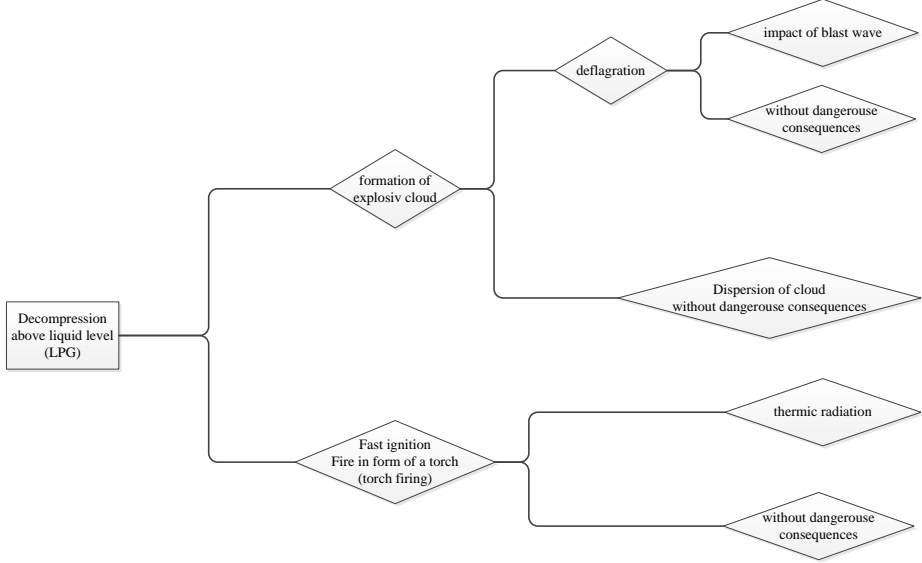 impact of blast wave
deflagration
without dangerouse
consequences
formation of
explosiv cloud
Dispersion of cloud
without dangerouse consequences
Decompression
above liquid level
(LPG)
thermic radiation
Fast ignition
Fire in form of a torch
(torch firing)
without dangerouse
consequences